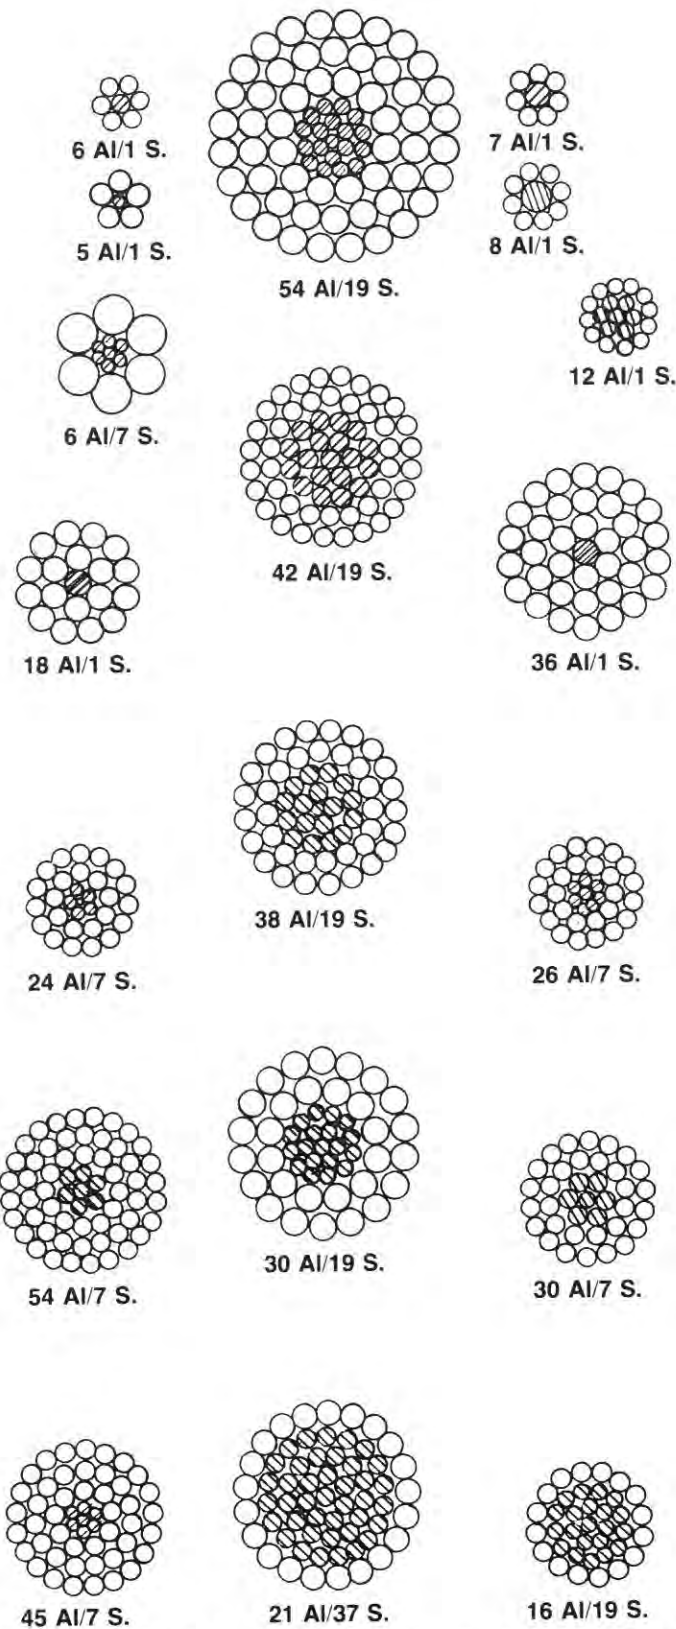 6 Al/1 S.
7 Al/1 S.
5 Al/1 S.
8 Al/1 S.
54 Al/19 S.
12 Al/1 S.
6 Al/7 S.
42 Al/19 S.
18 Al/1 S.
36 Al/1 S.
38 Al/19 S.
24 Al/7 S.
26 Al/7 S.
30 Al/19 S.
54 Al/7 S.
30 Al/7 S.
45 Al/7 S.
21 Al/37 S.
16 Al/19 S.